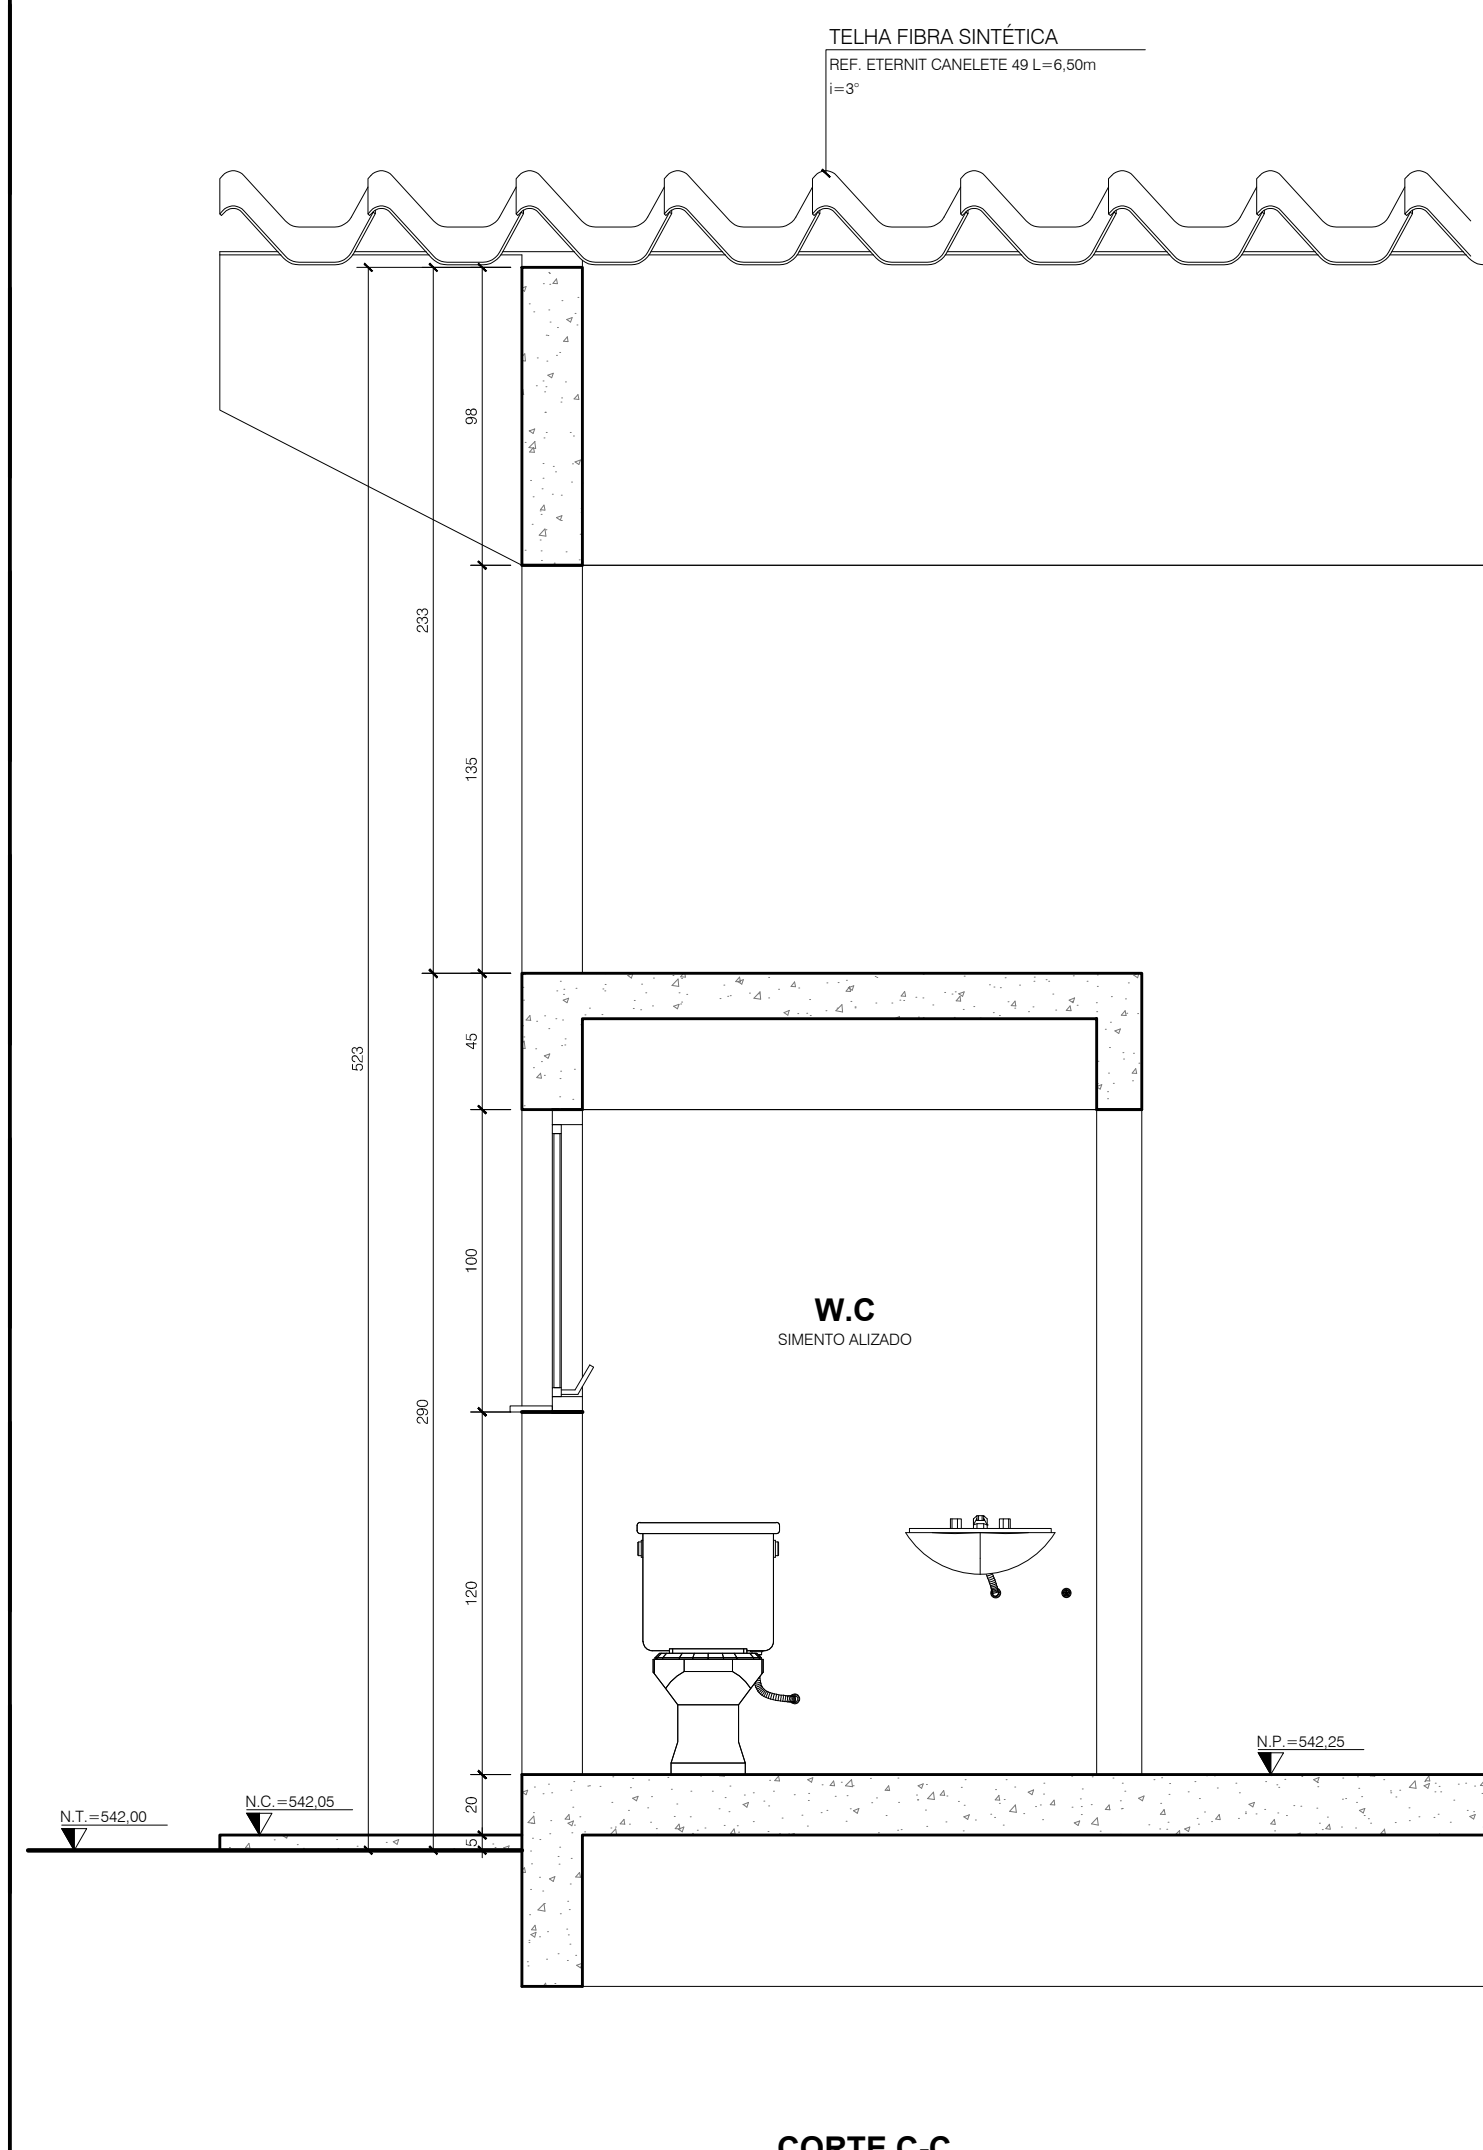 TELHA FIBRA SINTÉTICA
REF. ETERNIT CANELETE 49 L=6,50m
i=3°
98
233
135
523
45
100
W.C
SIMENTO ALIZADO
290
120
N.P.=542,25
20
N.C.=542,05
N.T.=542,00
5
CORTE C-C